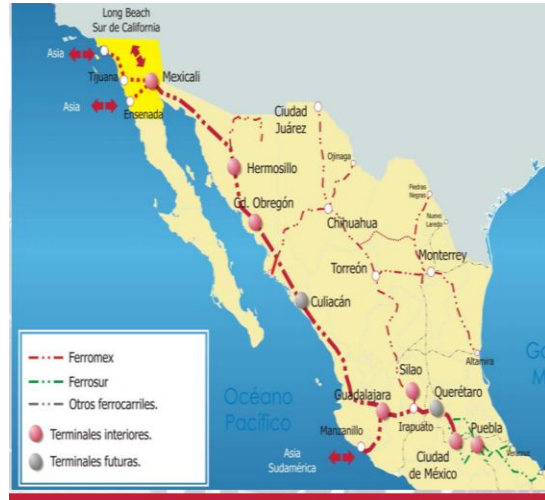 Long Beach
Sur de California
Asia
Tijuana
Mexicali
Asia
Ensenada
Ciudad
Juárez
Ojinaga
Hermosillo
Piedras
Negras
Cd. Obregón
Chihuahua
Nuevo
Laredo
Torreón
Monterrey
Culiacán
Altamira
Ferromex
Ferrosur
Otros ferrocarriles.
Terminales interiores.
Terminales futuras.
Océano
Pacífico
Silao
Querétaro
Guadalajara
Irapuato
Puebla
Manzanillo
Ciudad
de México
Veracruz
Asia
Sudamérica